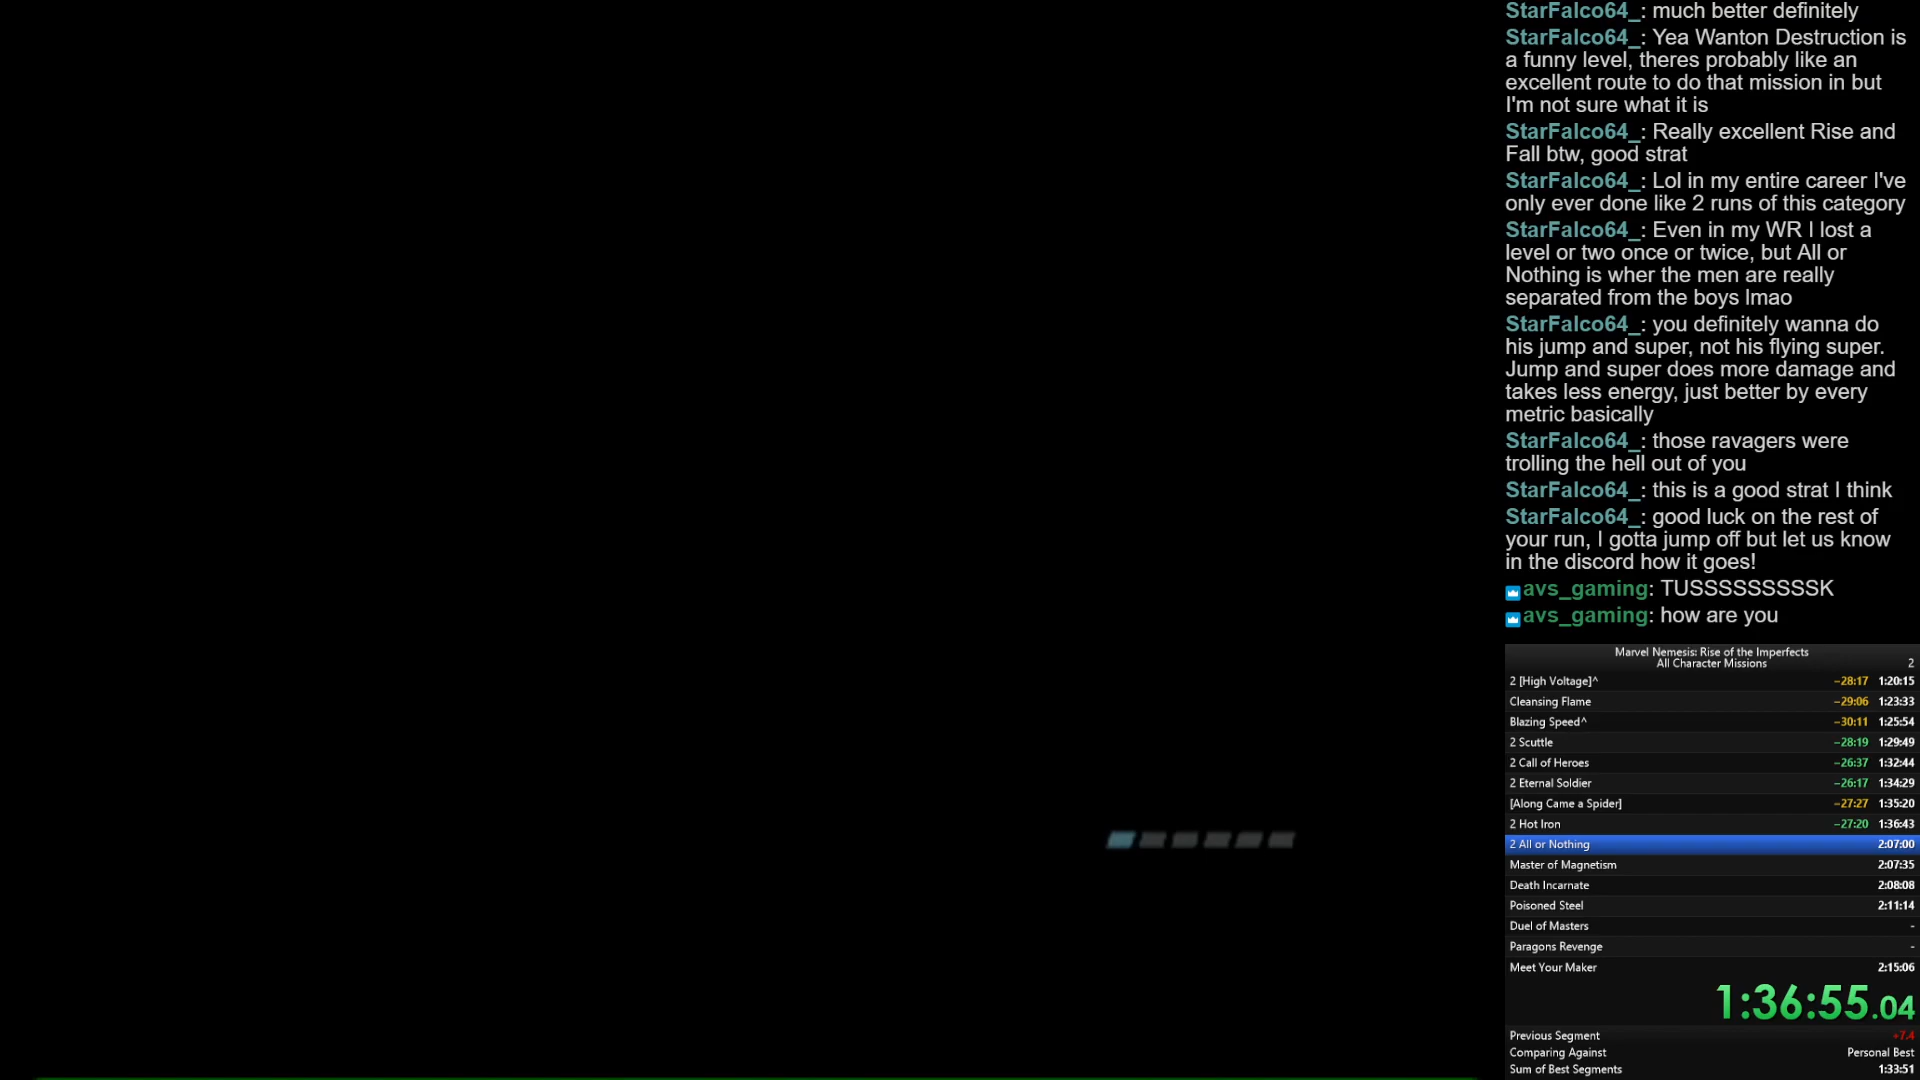 StarFalco64_: much better definitely
StarFalco64_: Yea Wanton Destruction is
a funny level, theres probably like an
excellent route to do that mission in but
I'm not sure what it is
StarFalco64_: Really excellent Rise and
Fall btw, good strat
StarFalco64_: Lol in my entire career I've
only ever done like 2 runs of this category
StarFalco64_: Even in my WR I lost a
level or two once or twice, but All or
Nothing is wher the men are really
separated from the boys lmao
StarFalco64_: you definitely wanna do
his jump and super, not his flying super.
Jump and super does more damage and
takes less energy, just better by every
metric basically
StarFalco64_: those ravagers were
trolling the hell out of you
StarFalco64_: this is a good strat I think
StarFalco64_: good luck on the rest of
your run, I gotta jump off but let us know
in the discord how it goes!
avs_gaming: TUSSSSSSSSSK
avs_gaming: how are you
Marvel Nemesis: Rise of the Imperfects
All Character Missions 2
2 [High Voltage]^ −28:17 1:20:15
Cleansing Flame −29:06 1:23:33
Blazing Speed^ −30:11 1:25:54
2 Scuttle −28:19 1:29:49
2 Call of Heroes −26:37 1:32:44
2 Eternal Soldier −26:17 1:34:29
[Along Came a Spider] −27:27 1:35:20
2 Hot Iron −27:20 1:36:43
2 All or Nothing 2:07:00
Master of Magnetism 2:07:35
Death Incarnate 2:08:08
Poisoned Steel 2:11:14
Duel of Masters -
Paragons Revenge -
Meet Your Maker 2:15:06
1:36:55.04
Previous Segment +7.4
Comparing Against Personal Best
Sum of Best Segments 1:33:51